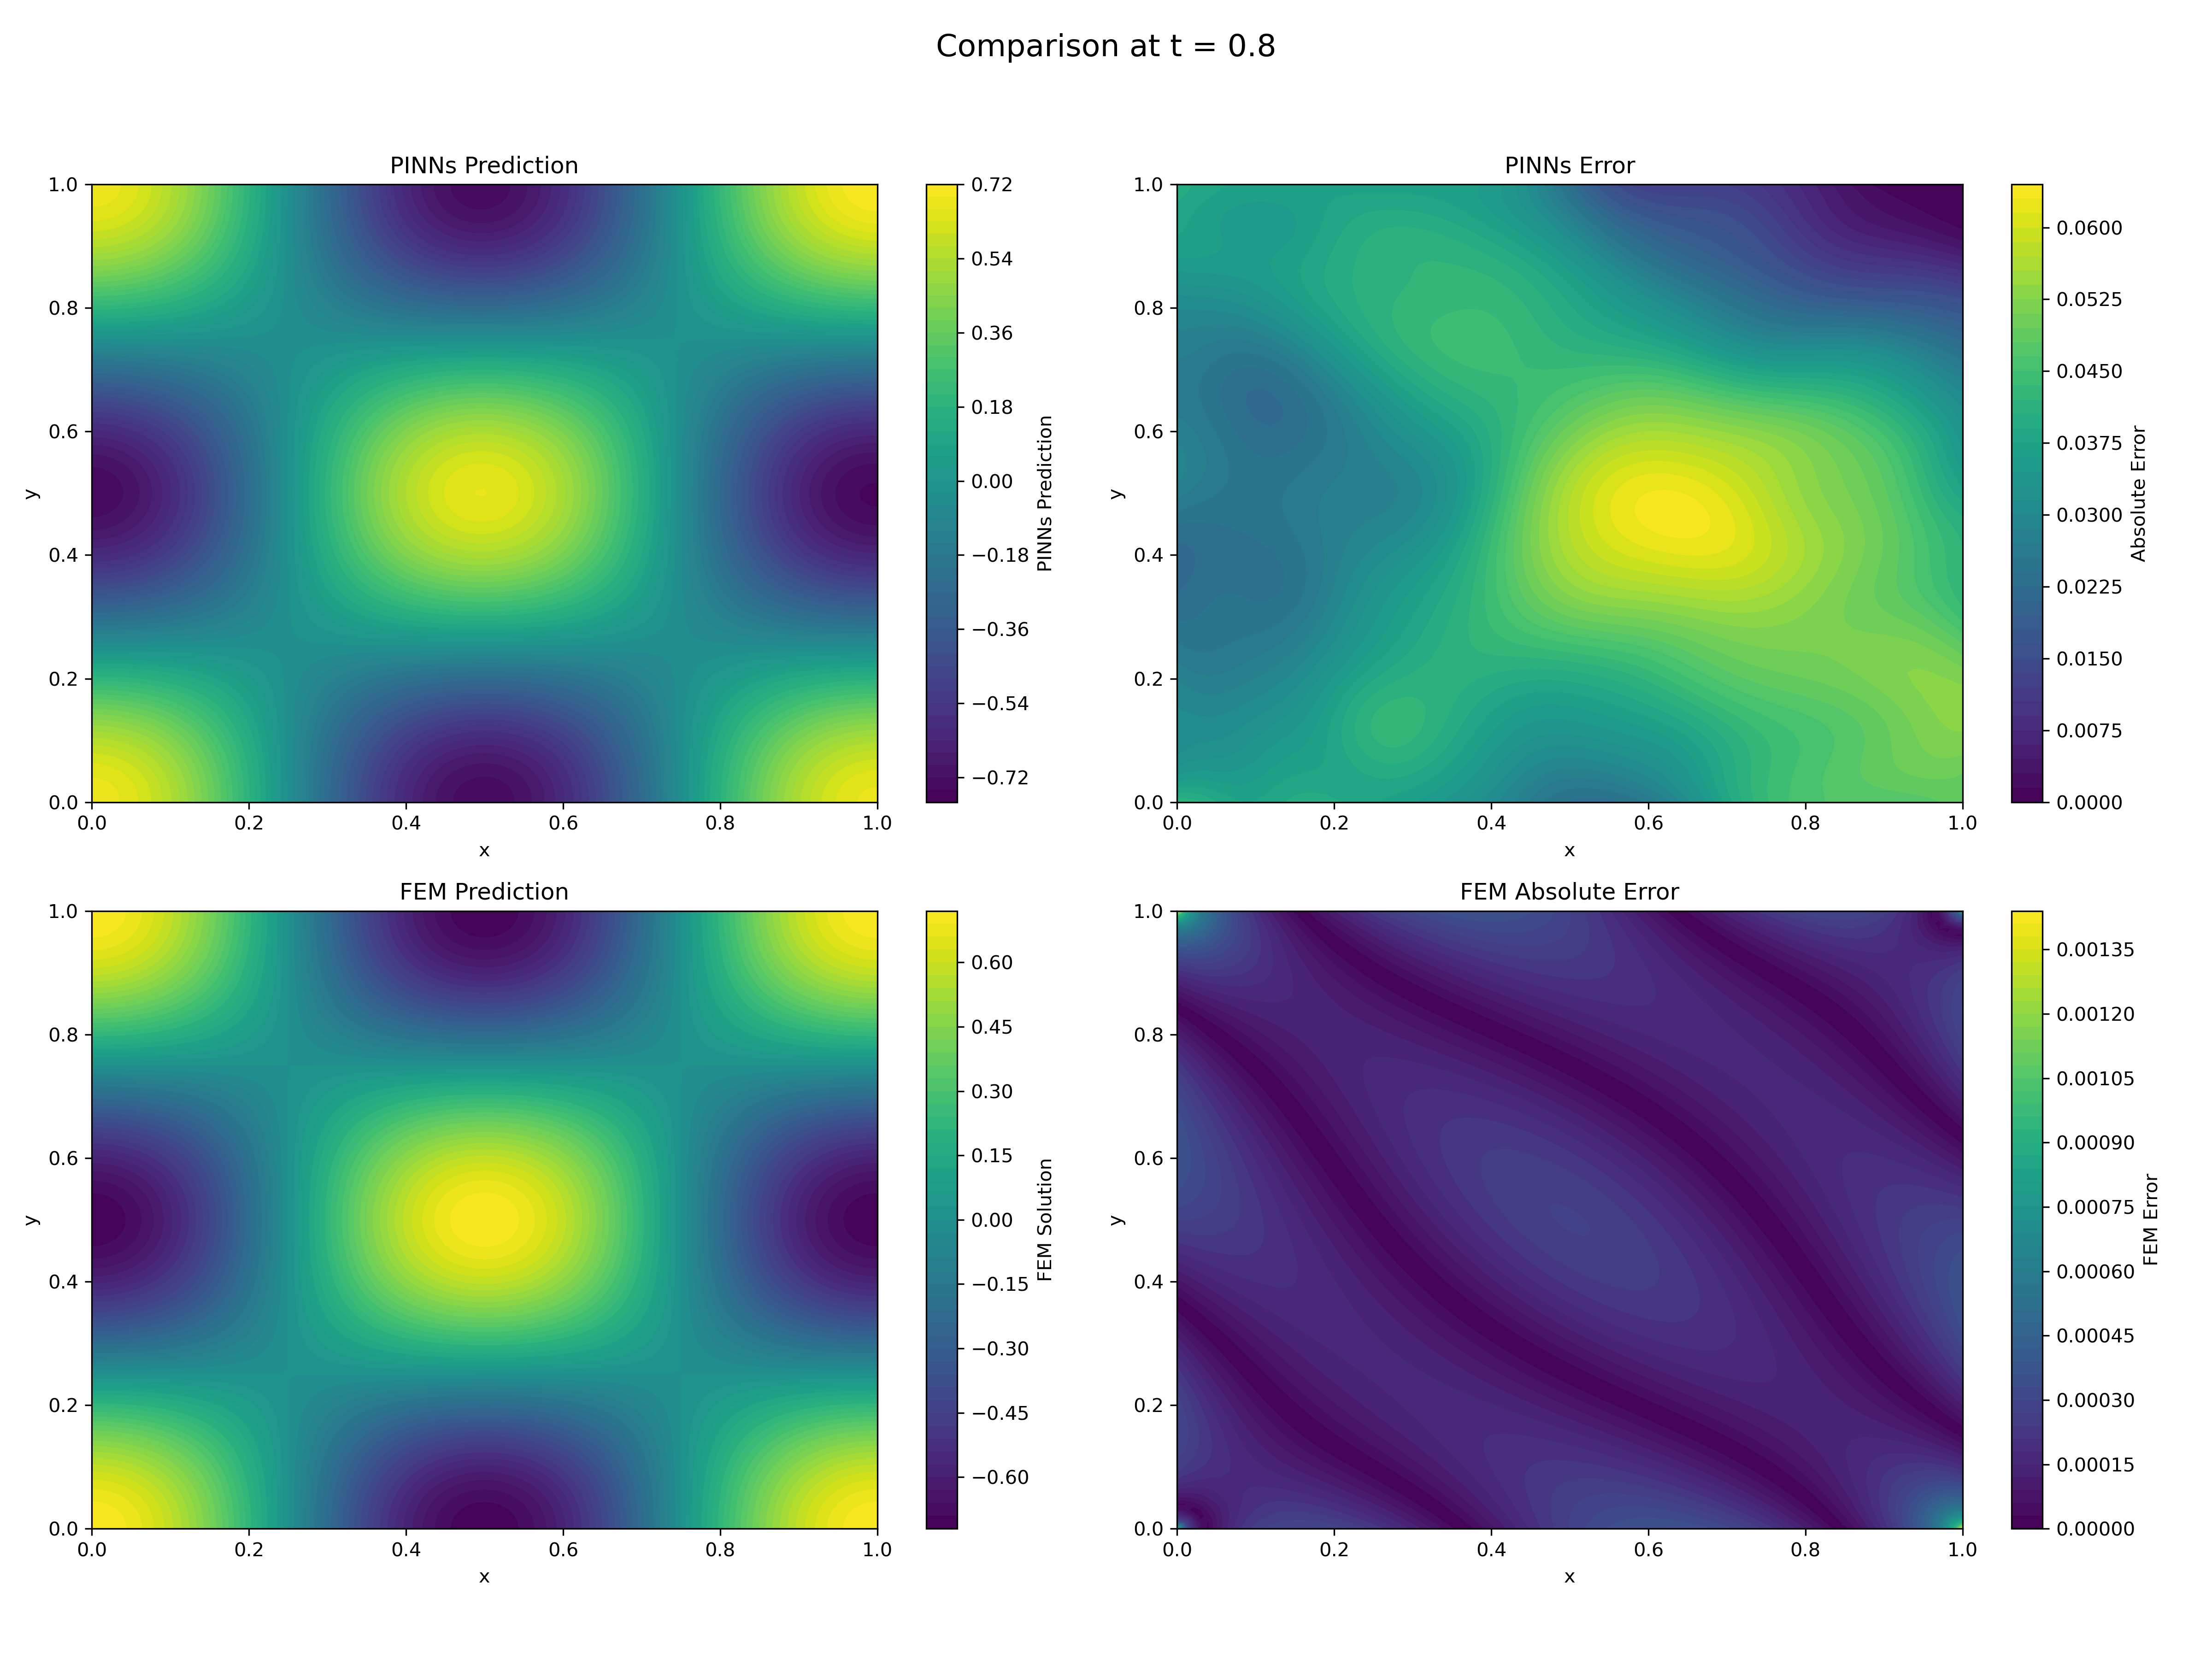 Comparison at t = 0.8
PINNs Prediction
1.0
0.8
0.6
0.4
0.2
0.0
y
0.0 0.2 0.4 0.6 0.8 1.0
x
0.72
0.54
0.36
0.18
0.00
−0.18
−0.36
−0.54
−0.72
PINNs Prediction
PINNs Error
1.0
0.8
0.6
0.4
0.2
0.0
y
0.0 0.2 0.4 0.6 0.8 1.0
x
0.0600
0.0525
0.0450
0.0375
0.0300
0.0225
0.0150
0.0075
0.0000
Absolute Error
FEM Prediction
1.0
0.8
0.6
0.4
0.2
0.0
y
0.0 0.2 0.4 0.6 0.8 1.0
x
0.60
0.45
0.30
0.15
0.00
−0.15
−0.30
−0.45
−0.60
FEM Solution
FEM Absolute Error
1.0
0.8
0.6
0.4
0.2
0.0
y
0.0 0.2 0.4 0.6 0.8 1.0
x
0.00135
0.00120
0.00105
0.00090
0.00075
0.00060
0.00045
0.00030
0.00015
0.00000
FEM Error